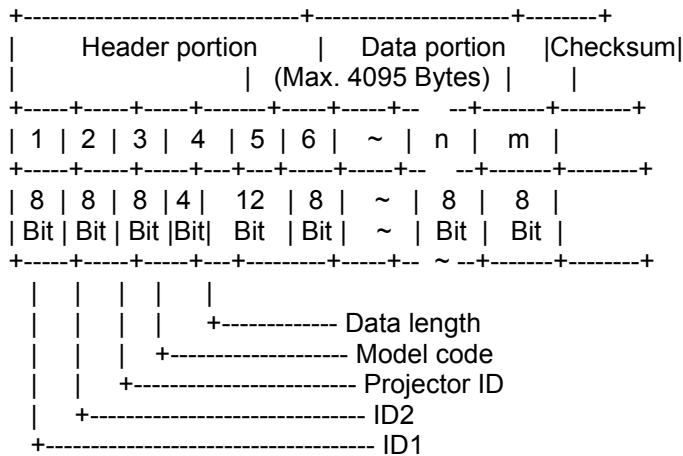 +-------------------------------+----------------------+--------+
| Header portion | Data portion |Checksum|
| | (Max. 4095 Bytes) | |
+-----+-----+-----+-------+-----+-----+-- --+-------+--------+
| 1 | 2 | 3 | 4 | 5 | 6 | ~ | n | m |
+-----+-----+-----+---+---+-----+-----+-- --+-------+--------+
| 8 | 8 | 8 |4 | 12 | 8 | ~ | 8 | 8 |
| Bit | Bit | Bit |Bit| Bit | Bit | ~ | Bit | Bit |
+-----+-----+-----+---+---------+-----+-- ~ --+-------+--------+
| | | | |
| | | | +------------- Data length
| | | +-------------------- Model code
| | +------------------------- Projector ID
| +------------------------------- ID2
+------------------------------------- ID1